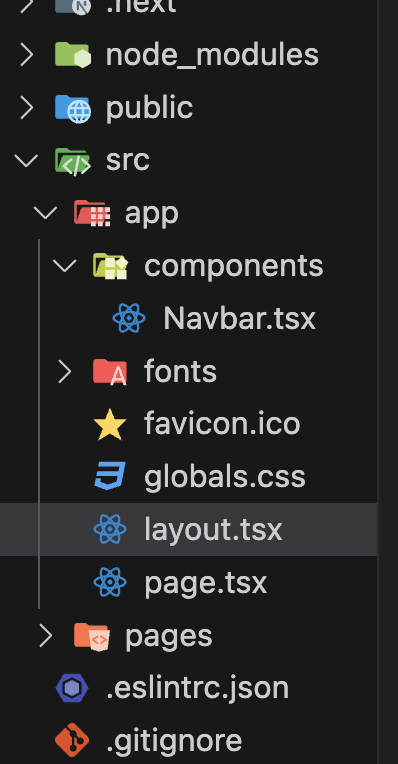 .next
node_modules
public
src
app
components
Navbar.tsx
fonts
favicon.ico
globals.css
layout.tsx
page.tsx
pages
.eslintrc.json
.gitignore